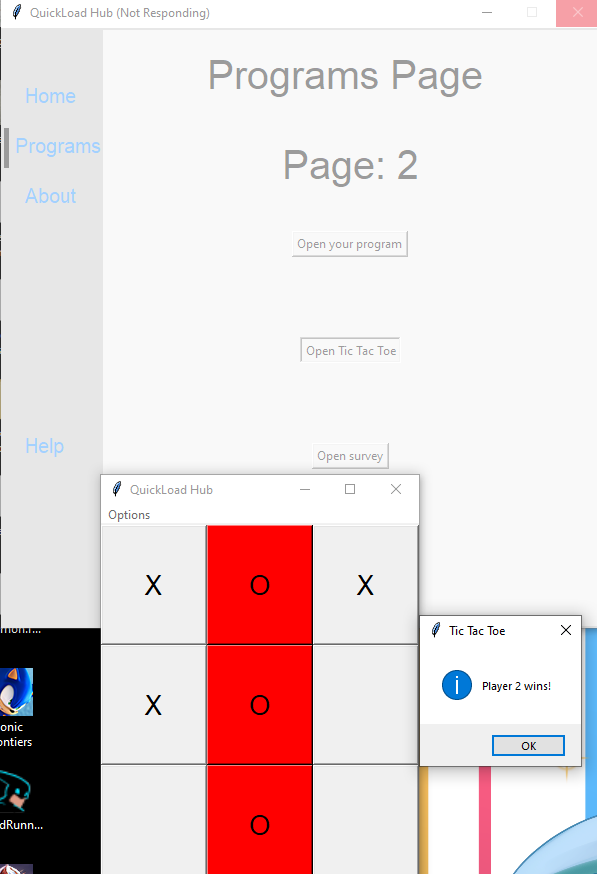 QuickLoad Hub (Not Responding)
Programs Page
Home
Programs
Page: 2
About
Open your program
Open Tic Tac Toe
Help
Open survey
QuickLoad Hub
Options
X O X
Tic Tac Toe
Player 2 wins!
X O
OK
O
onic
ontiers
dRunn...